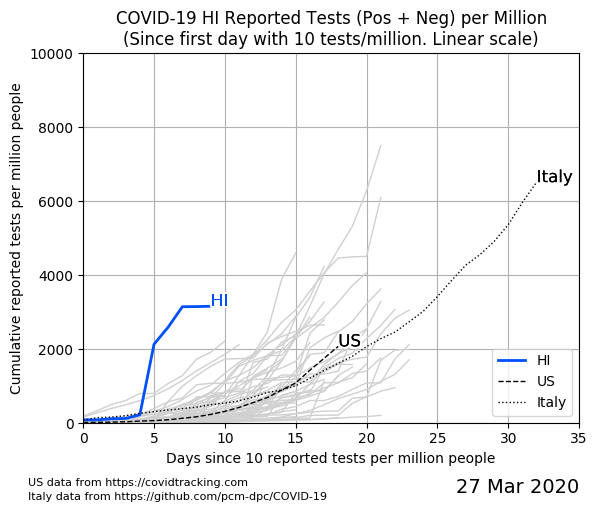 COVID-19 HI Reported Tests (Pos + Neg) per Million
(Since first day with 10 tests/million. Linear scale)
Cumulative reported tests per million people
10000
8000
6000
4000
2000
0
Italy
HI
US
HI
US
Italy
0 5 10 15 20 25 30 35
Days since 10 reported tests per million people
US data from https://covidtracking.com
Italy data from https://github.com/pcm-dpc/COVID-19
27 Mar 2020